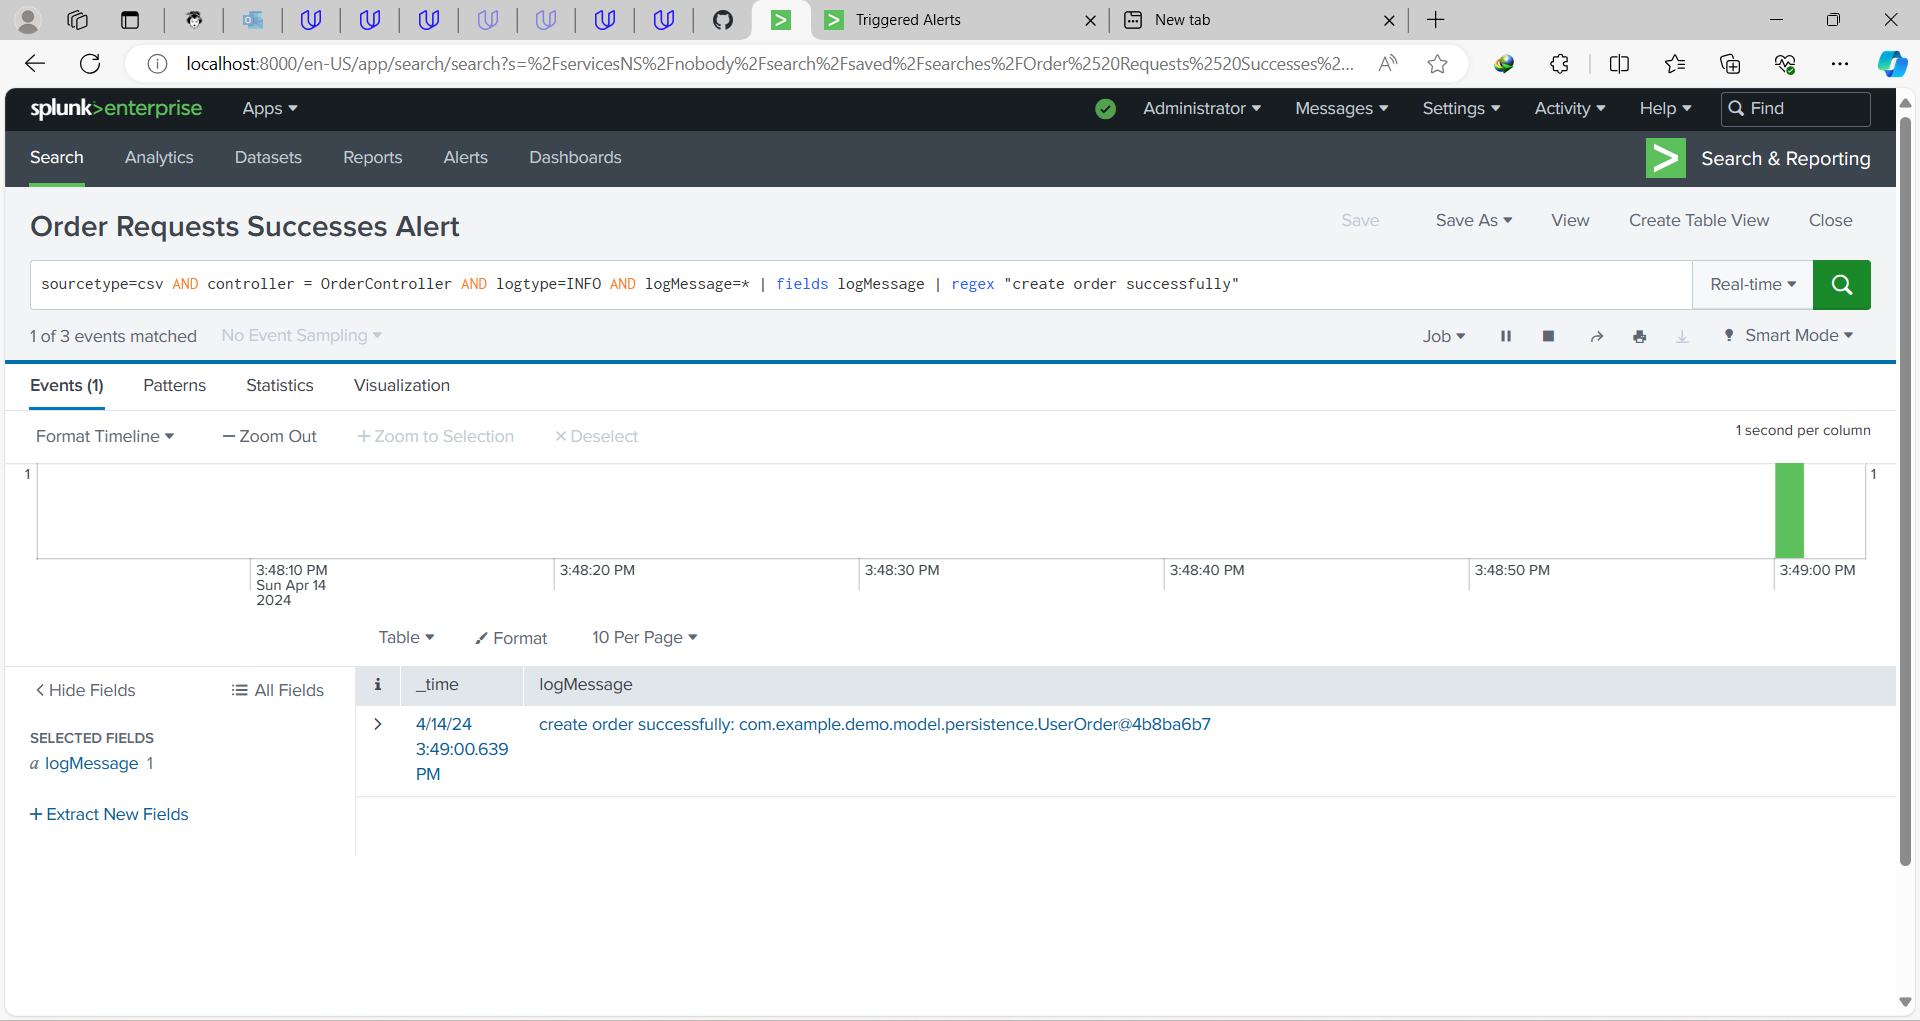 Triggered Alerts
New tab
localhost:8000/en-US/app/search/search?s=%2FservicesNS%2Fnobody%2Fsearch%2Fsaved%2Fsearches%2FOrder%2520Requests%2520Successes%2...
splunk>enterprise Apps Administrator Messages Settings Activity Help Find
Search Analytics Datasets Reports Alerts Dashboards Search & Reporting
Order Requests Successes Alert Save Save As View Create Table View Close
sourcetype=csv AND controller = OrderController AND logtype=INFO AND logMessage=* | fields logMessage | regex "create order successfully" Real-time
1 of 3 events matched No Event Sampling Job Smart Mode
Events (1) Patterns Statistics Visualization
Format Timeline — Zoom Out + Zoom to Selection × Deselect 1 second per column
1 1
3:48:10 PM 3:48:20 PM 3:48:30 PM 3:48:40 PM 3:48:50 PM 3:49:00 PM
Sun Apr 14
2024
Table Format 10 Per Page
< Hide Fields All Fields
i _time logMessage
SELECTED FIELDS
a logMessage 1
+ Extract New Fields
> 4/14/24 create order successfully: com.example.demo.model.persistence.UserOrder@4b8ba6b7
3:49:00.639
PM